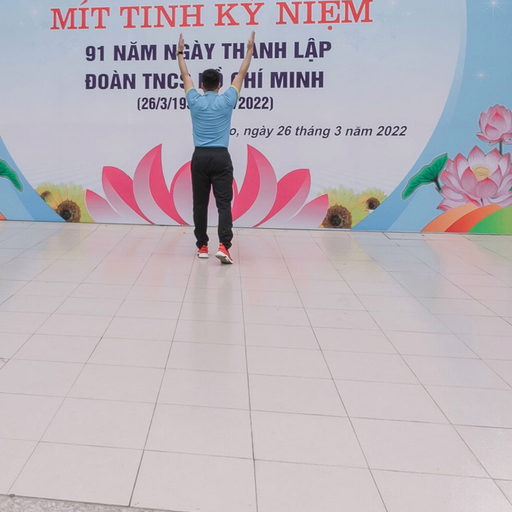 MÍT TINH KỶ NIỆM
91 NĂM NGÀY THÀNH LẬP
ĐOÀN TNCS CHÍ MINH
(26/3/19 2022)
ngày 26 tháng 3 năm 2022